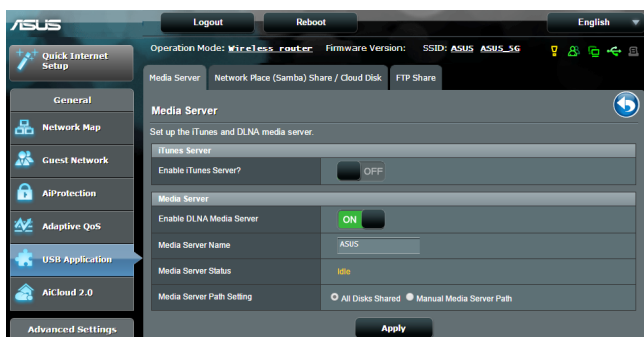 ASUS
Logout
Reboot
English
Quick Internet Setup
Operation Mode: Wireless router Firmware Version: SSID: ASUS ASUS_5G
Media Server
Network Place (Samba) Share / Cloud Disk
FTP Share
General
Network Map
Guest Network
AiProtection
Adaptive QoS
USB Application
AiCloud 2.0
Advanced Settings
Media Server
Set up the iTunes and DLNA media server.
iTunes Server
Enable iTunes Server? OFF
Media Server
Enable DLNA Media Server ON
Media Server Name ASUS
Media Server Status Idle
Media Server Path Setting All Disks Shared Manual Media Server Path
Apply